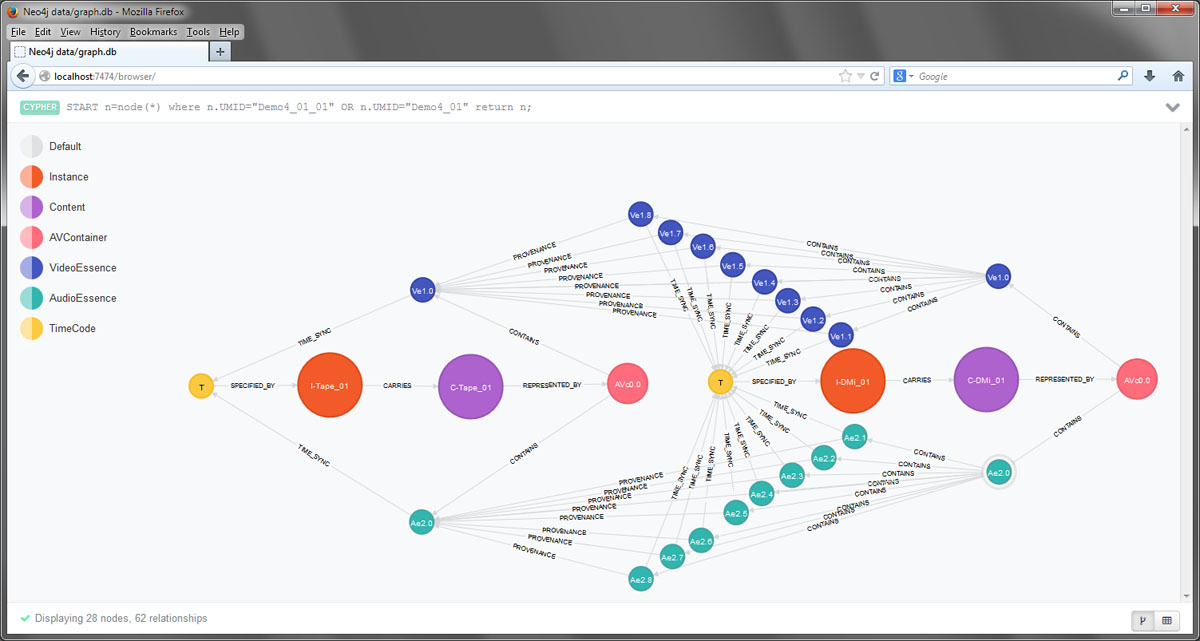 Neo4j data/graph.db - Mozilla Firefox
File Edit View History Bookmarks Tools Help
Neo4j data/graph.db +
localhost:7474/browser/
8 Google
CYPHER START n=node(*) where n.UMID="Demo4_01_01" OR n.UMID="Demo4_01" return n;
Default
Instance
Content
AVContainer
VideoEssence
AudioEssence
TimeCode
Ve1.8
Ve1.7
Ve1.6
Ve1.5
Ve1.4
Ve1.3
Ve1.2
Ve1.1
Ve1.0
Ve1.0
PROVENANCE
PROVENANCE
PROVENANCE
PROVENANCE
PROVENANCE
PROVENANCE
PROVENANCE
PROVENANCE
CONTAINS
CONTAINS
CONTAINS
CONTAINS
CONTAINS
CONTAINS
CONTAINS
CONTAINS
TIME_SYNC
TIME_SYNC
TIME_SYNC
TIME_SYNC
TIME_SYNC
TIME_SYNC
TIME_SYNC
TIME_SYNC
TIME_SYNC
CONTAINS
CONTAINS
T SPECIFIED_BY I-Tape_01 CARRIES C-Tape_01 REPRESENTED_BY AVc0.0 T SPECIFIED_BY I-DMi_01 CARRIES C-DMi_01 REPRESENTED_BY AVc0.0
TIME_SYNC
CONTAINS
CONTAINS
TIME_SYNC
TIME_SYNC
TIME_SYNC
TIME_SYNC
TIME_SYNC
TIME_SYNC
TIME_SYNC
TIME_SYNC
Ae2.1
Ae2.2
Ae2.3
Ae2.4
Ae2.5
Ae2.6
Ae2.7
Ae2.8
Ae2.0
Ae2.0
CONTAINS
CONTAINS
CONTAINS
CONTAINS
CONTAINS
CONTAINS
CONTAINS
CONTAINS
PROVENANCE
PROVENANCE
PROVENANCE
PROVENANCE
PROVENANCE
PROVENANCE
PROVENANCE
PROVENANCE
Displaying 28 nodes, 62 relationships